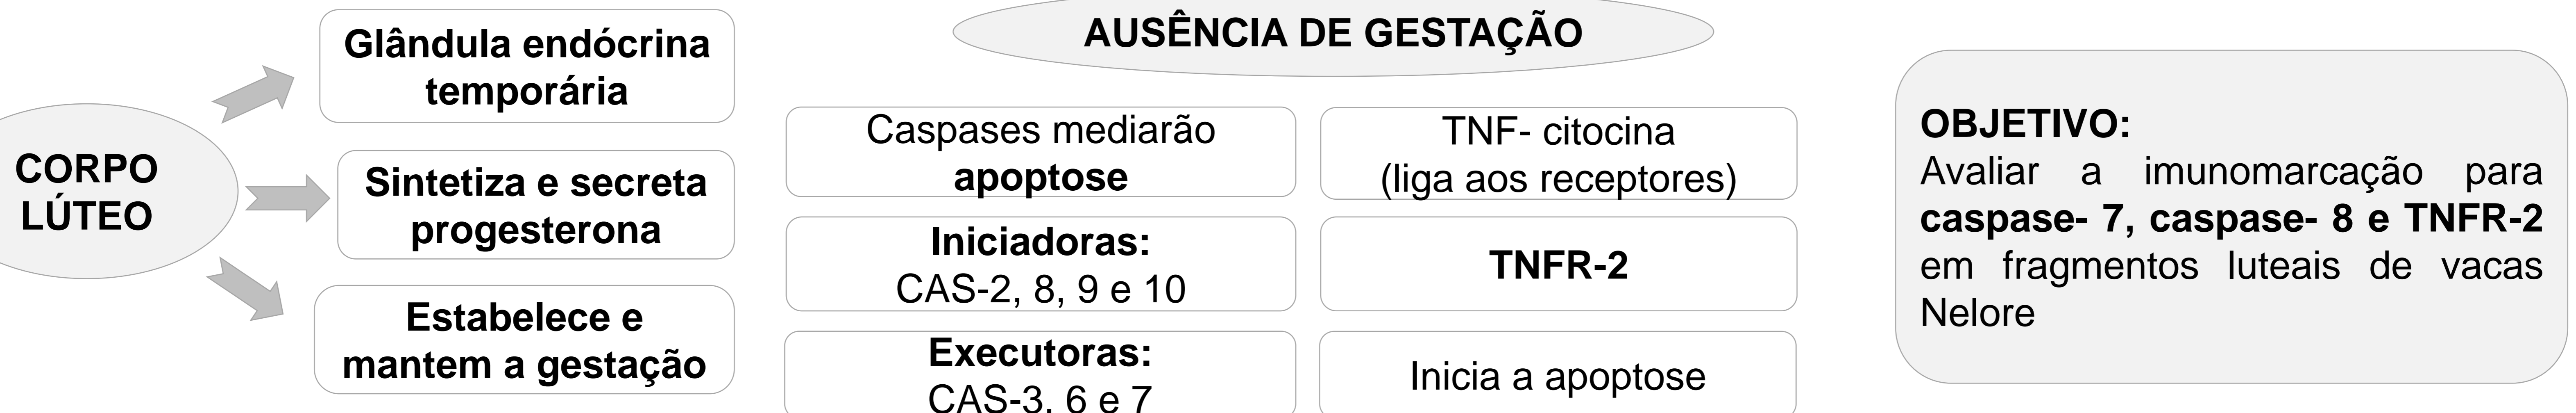 CORPO
LÚTEO
Glândula endócrina
temporária
Sintetiza e secreta
progesterona
Estabelece e
mantem a gestação
AUSÊNCIA DE GESTAÇÃO
Caspases mediarão
apoptose
Iniciadoras:
CAS-2, 8, 9 e 10
Executoras:
CAS-3, 6 e 7
TNF- citocina
(liga aos receptores)
TNFR-2
Inicia a apoptose
OBJETIVO:
Avaliar a imunomarcação para
caspase- 7, caspase- 8 e TNFR-2
em fragmentos luteais de vacas
Nelore